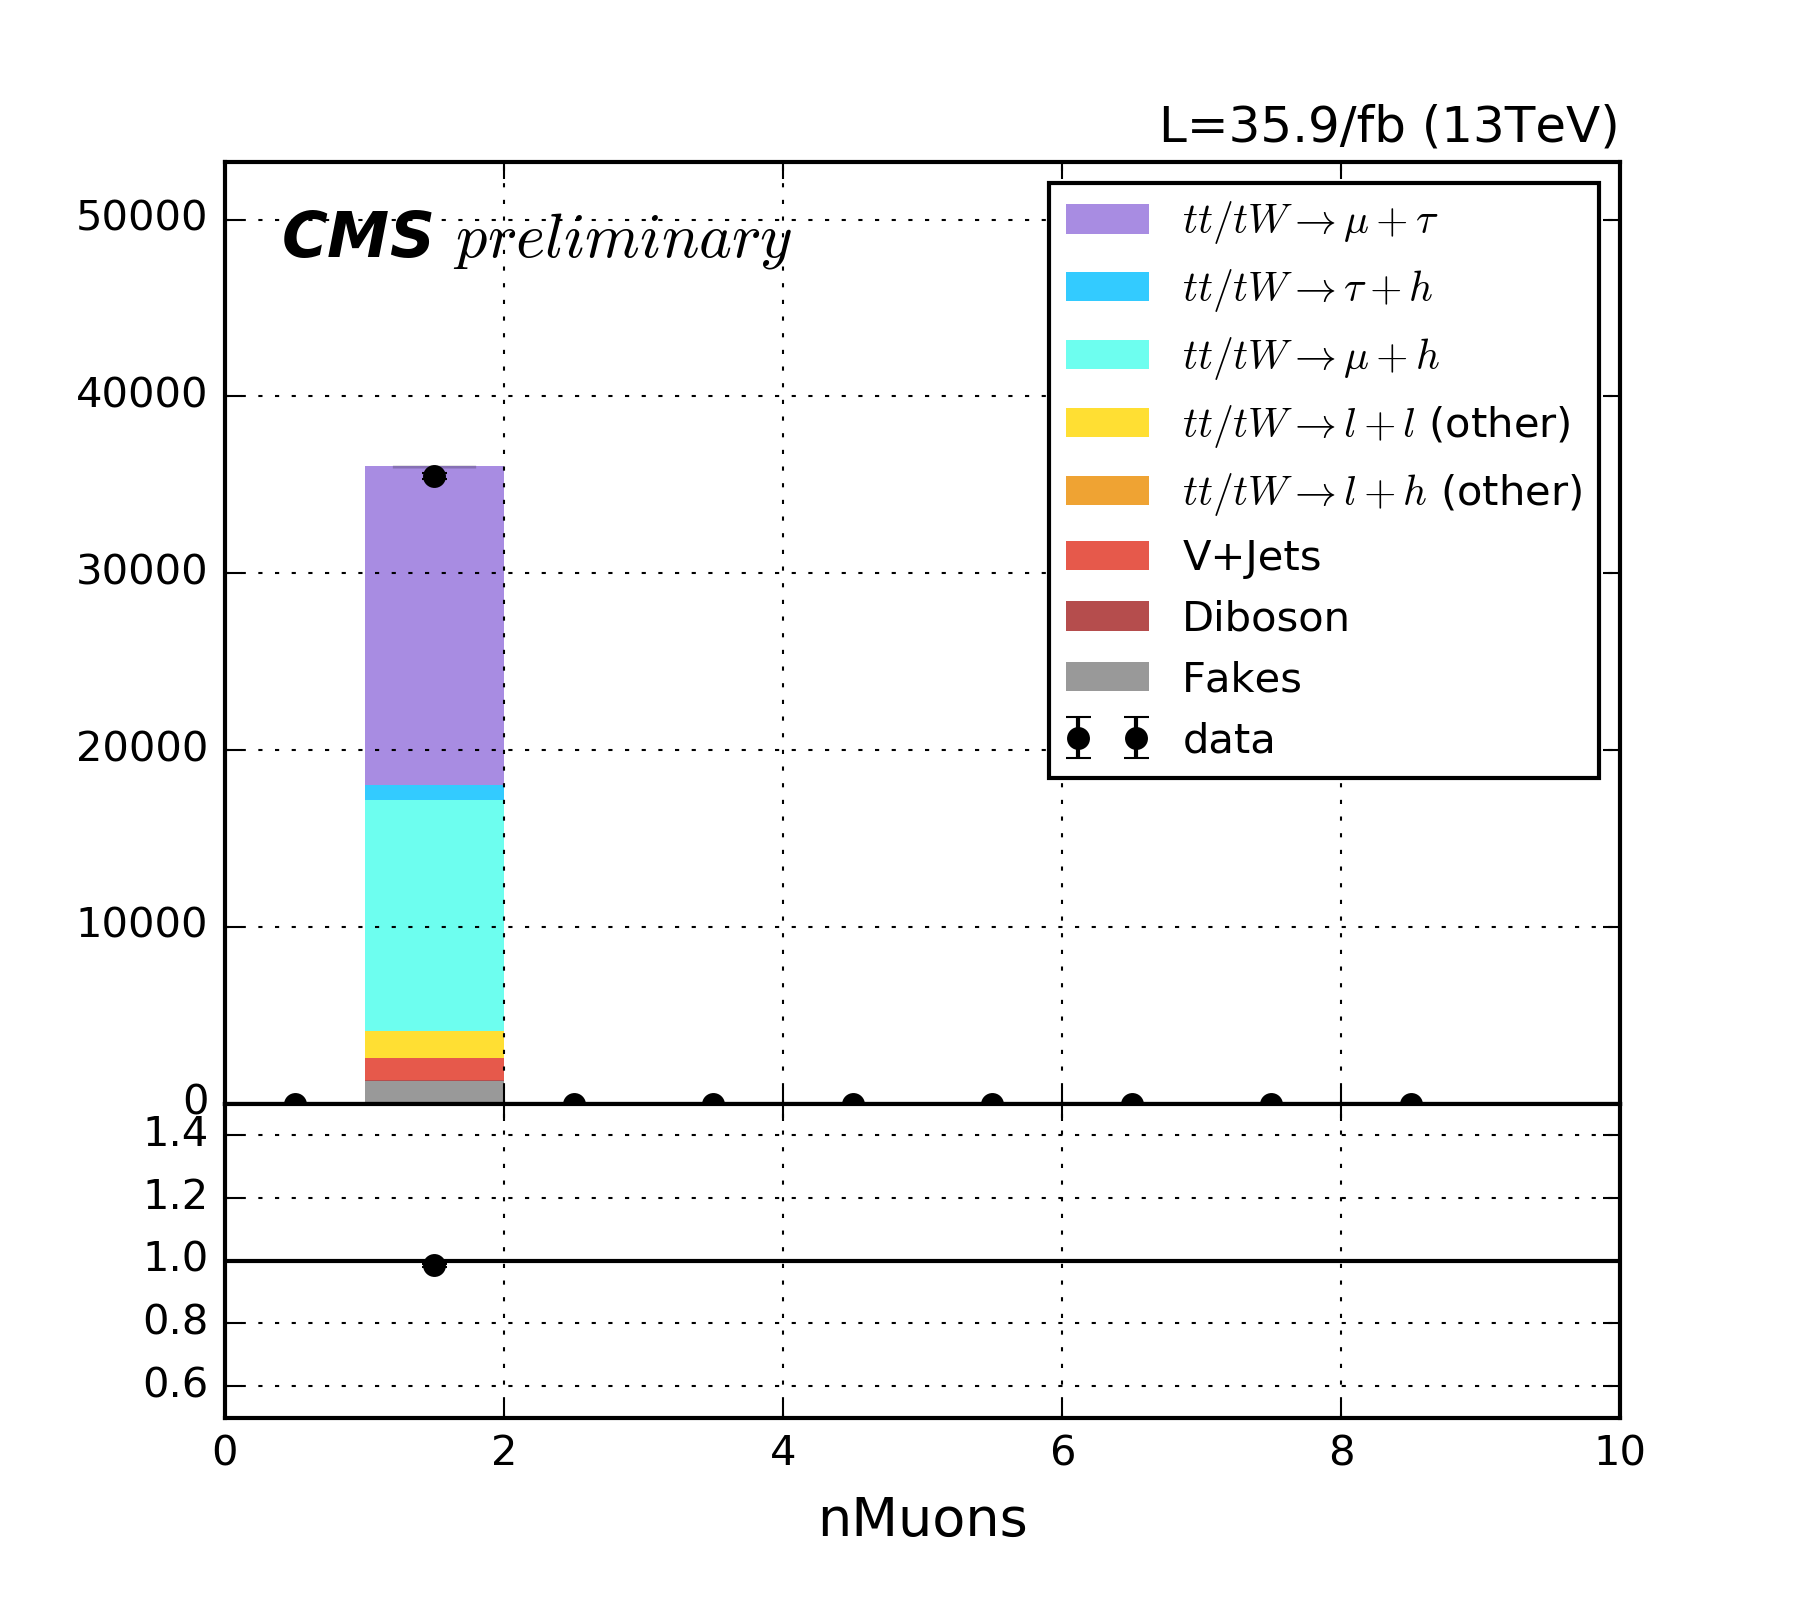 L=35.9/fb (13TeV)
CMS preliminary
50000
40000
30000
20000
10000
0
tt/tW → μ + τ
tt/tW → τ + h
tt/tW → μ + h
tt/tW → l + l (other)
tt/tW → l + h (other)
V+Jets
Diboson
Fakes
data
1.4
1.2
1.0
0.8
0.6
0 2 4 6 8 10
nMuons